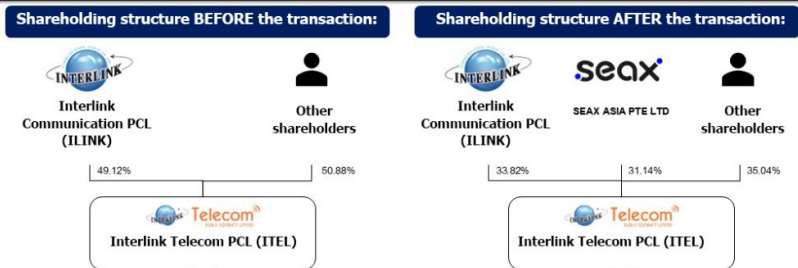 Shareholding structure BEFORE the transaction:
INTERLINK
Interlink
Communication PCL
(ILINK)
Other
shareholders
49.12%
50.88%
INTERLINK Telecom
Interlink Telecom PCL (ITEL)
Shareholding structure AFTER the transaction:
INTERLINK
Interlink
Communication PCL
(ILINK)
seax
SEAX ASIA PTE LTD
Other
shareholders
33.82%
31.14%
35.04%
INTERLINK Telecom
Interlink Telecom PCL (ITEL)